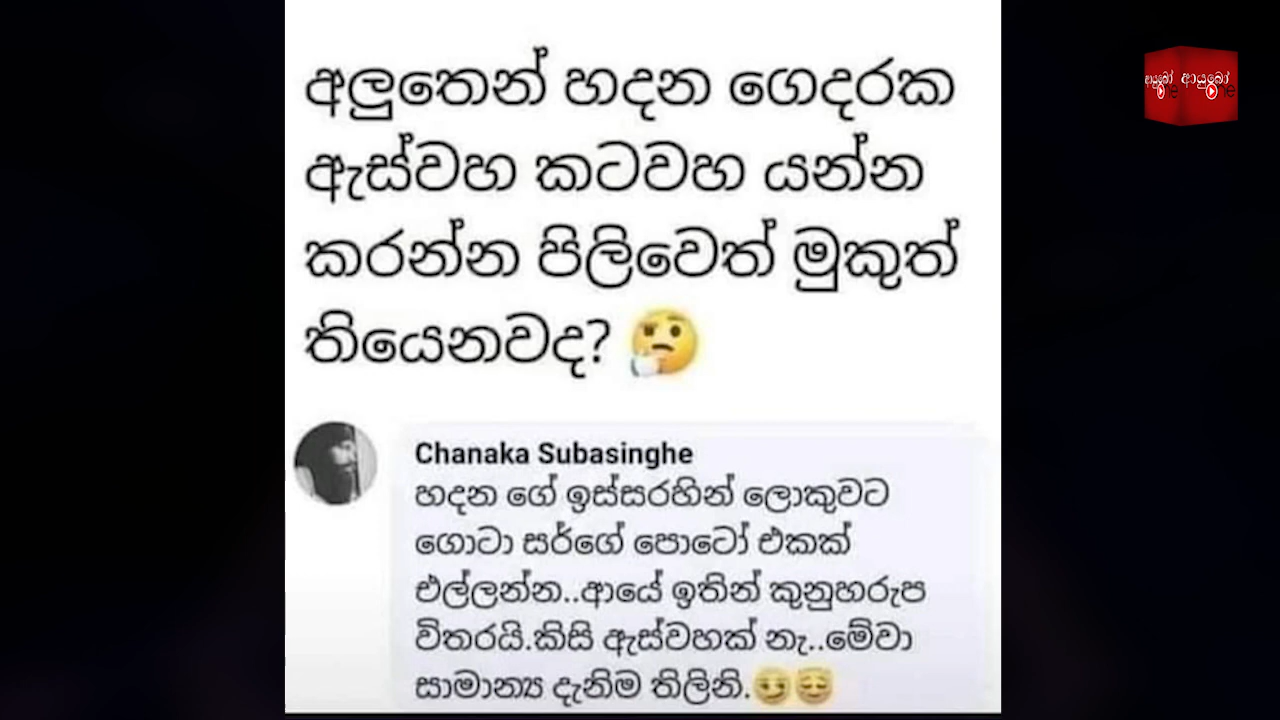 අලුතෙන් හදන ගෙදරක
ඇස්වහ කටවහ යන්න
කරන්න පිලිවෙත් මුකුත්
තියෙනවද? 🤔
Chanaka Subasinghe
හදන ගේ ඉස්සරහින් ලොකුවට
ගොටා සර්ගේ පොටෝ එකක්
එල්ලන්න..ආයේ ඉතින් කුනුහරුප
විතරයි.කිසි ඇස්වහක් නැ..මේවා
සාමාන්‍ය දැනිම තිලිනි.😏😇